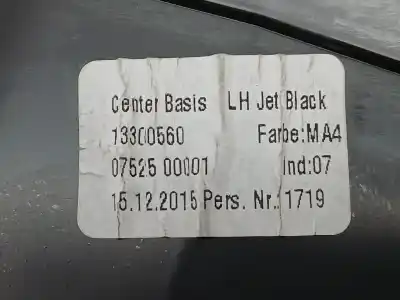 Center Basis LH Jet Black
13300560 Farbe:MA4
07525 00001 Ind:07
15.12.2015 Pers. Nr.:1719